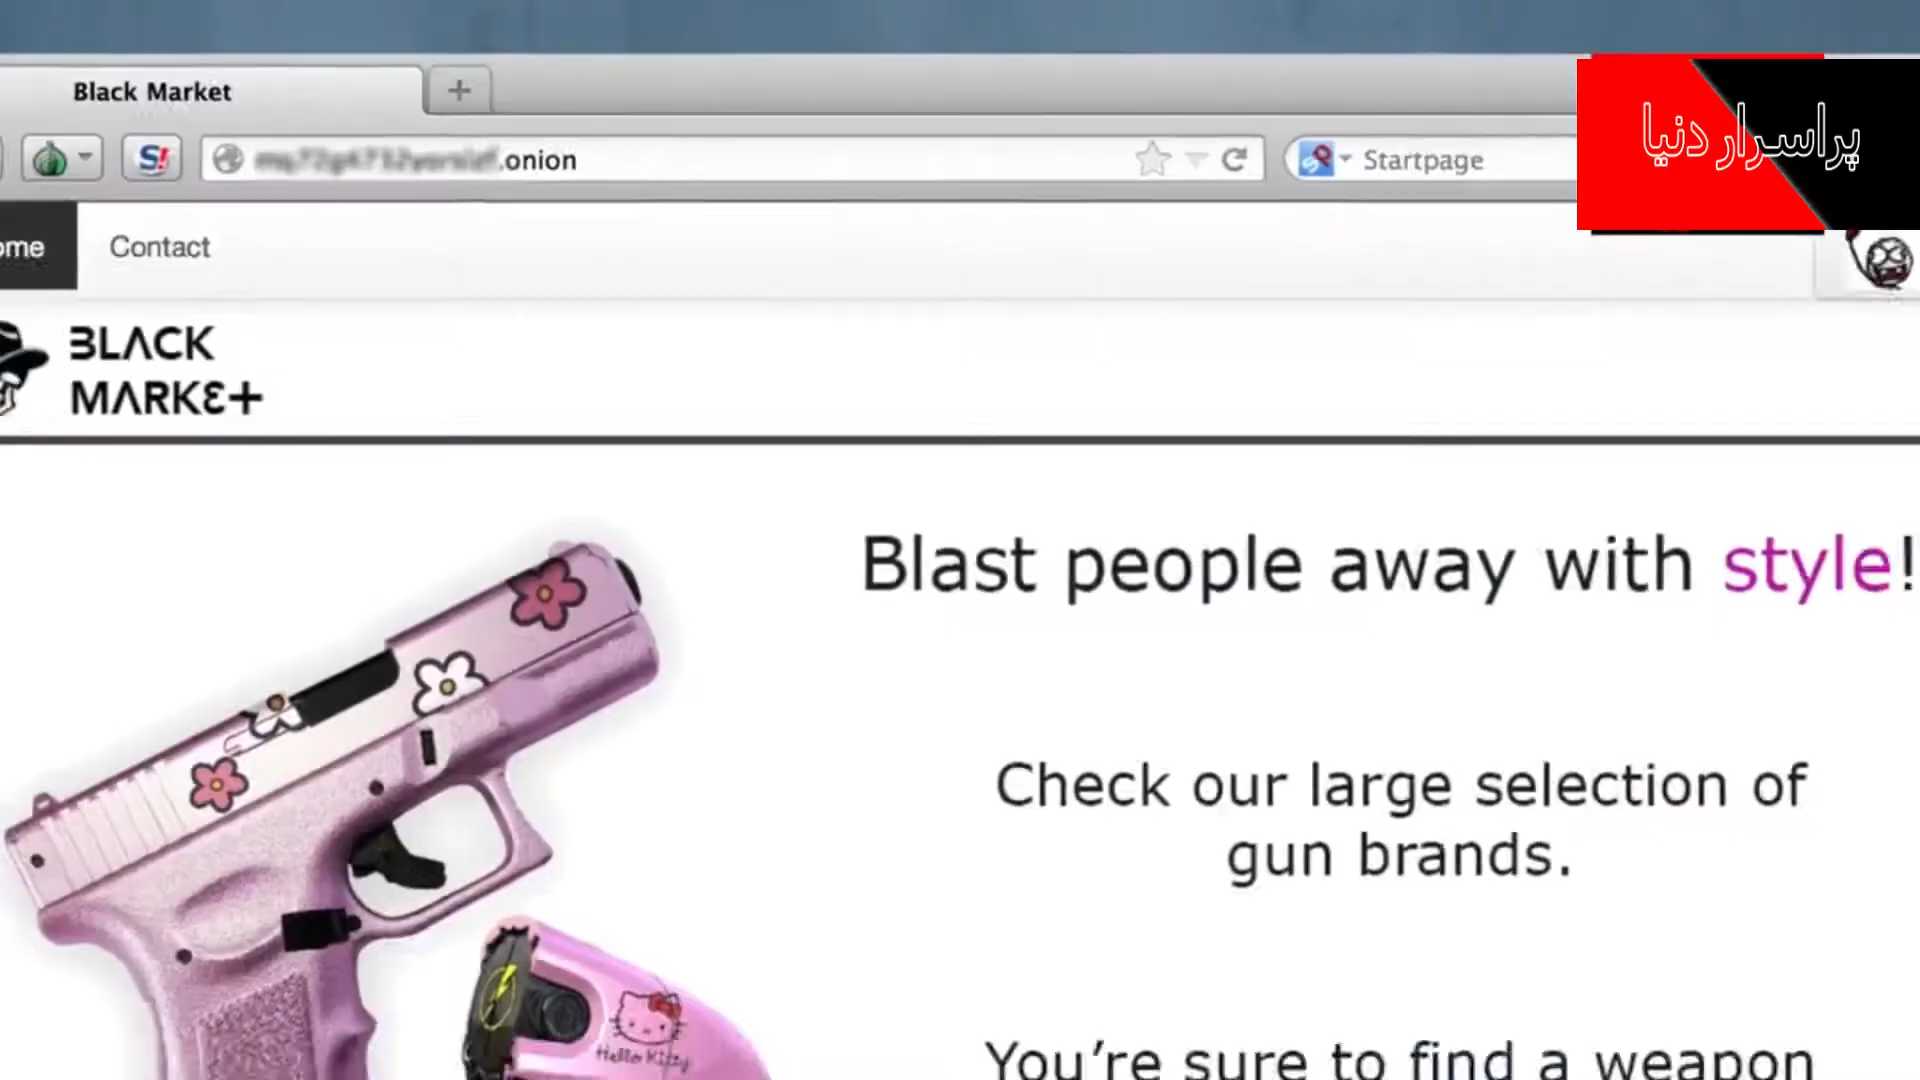 Black Market
پراسرار دنیا
S!
.onion
Startpage
ome
Contact
BLACK
MARKET
Blast people away with style!
Check our large selection of
gun brands.
Hello Kitty
You're sure to find a weapon